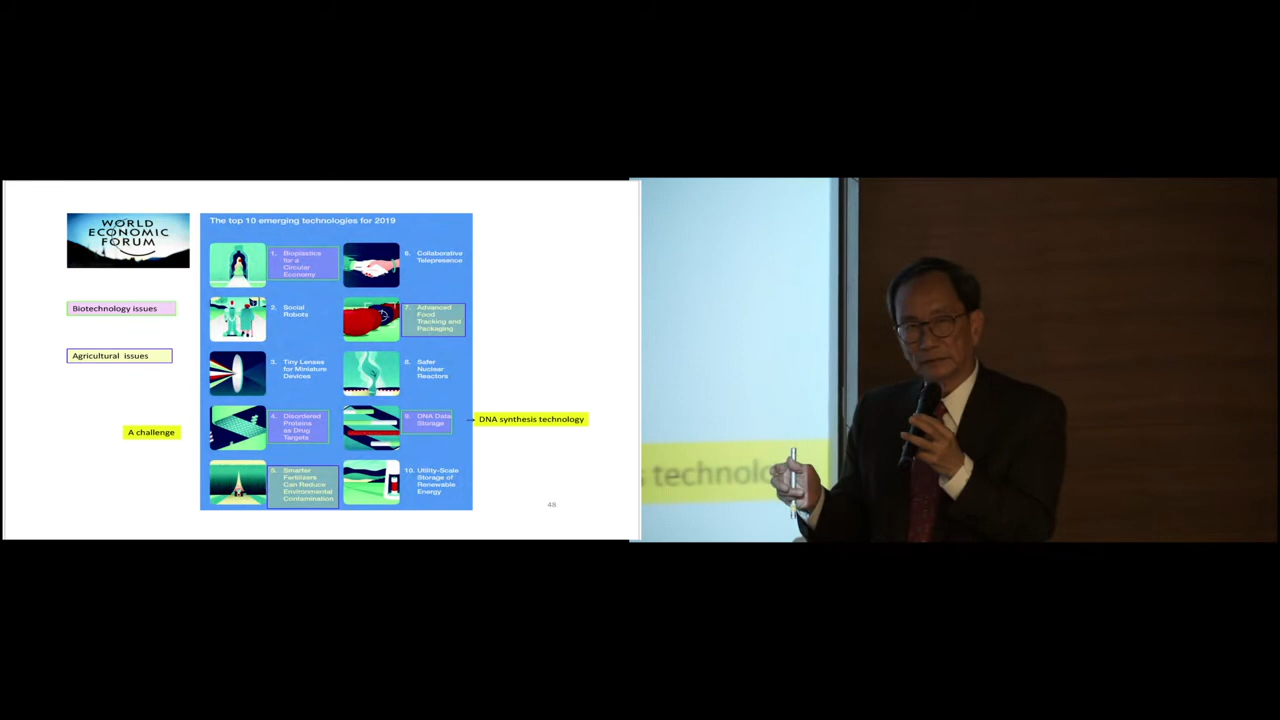 WORLD
ECONOMIC
FORUM
Biotechnology issues
Agricultural issues
A challenge
The top 10 emerging technologies for 2019
1. Bioplastics
for a
Circular
Economy
2. Social
Robots
3. Tiny Lenses
for Miniature
Devices
4. Disordered
Proteins
as Drug
Targets
5. Smarter
Fertilizers
Can Reduce
Environmental
Contamination
6. Collaborative
Telepresence
7. Advanced
Food
Tracking and
Packaging
8. Safer
Nuclear
Reactors
9. DNA Data
Storage
10. Utility-Scale
Storage of
Renewable
Energy
DNA synthesis technology
48
s technolo